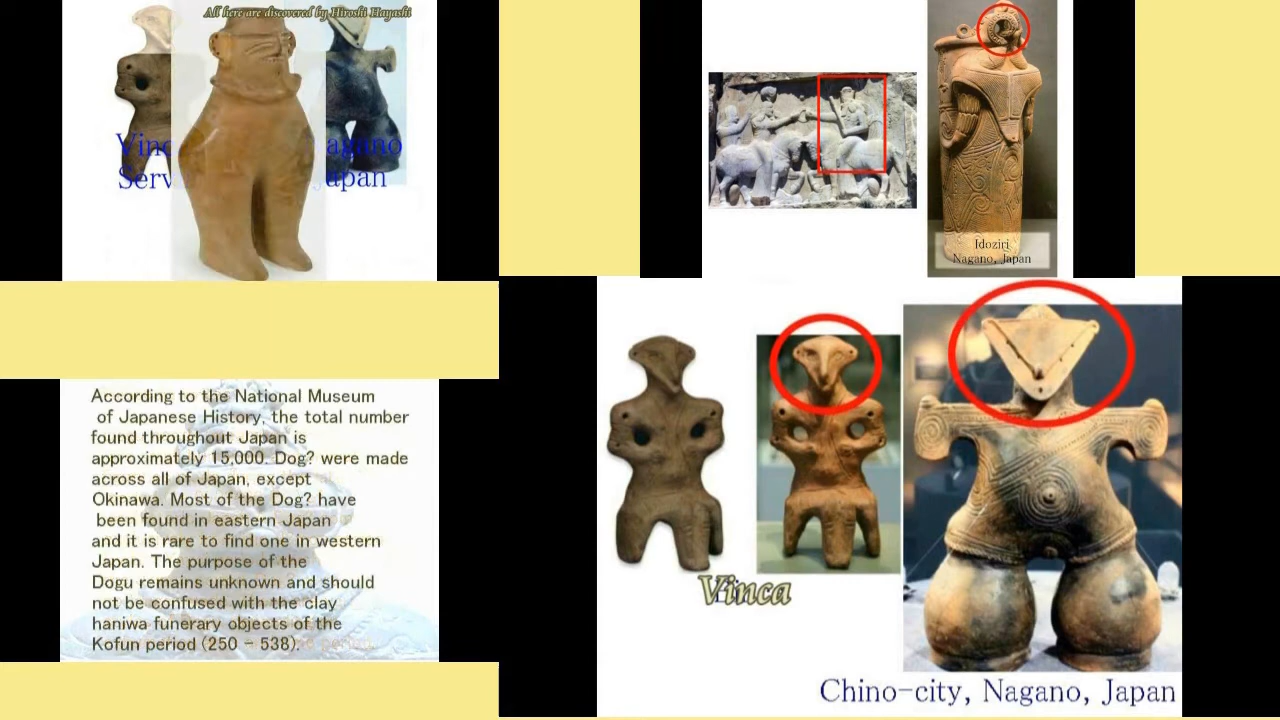 All here are discovered by Hiroshi Hayashi
Vinc agano
Serv Japan
Idoziri
Nagano, Japan
According to the National Museum
of Japanese History, the total number
found throughout Japan is
approximately 15,000. Dog? were made
across all of Japan, except
Okinawa. Most of the Dog? have
been found in eastern Japan
and it is rare to find one in western
Japan. The purpose of the
Dogu remains unknown and should
not be confused with the clay
haniwa funerary objects of the
Kofun period (250 - 538).
Vinca
Chino-city, Nagano, Japan